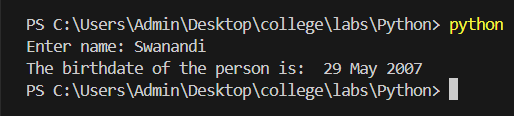 PS C:\Users\Admin\Desktop\college\labs\Python> python
Enter name: Swanandi
The birthdate of the person is:  29 May 2007
PS C:\Users\Admin\Desktop\college\labs\Python>